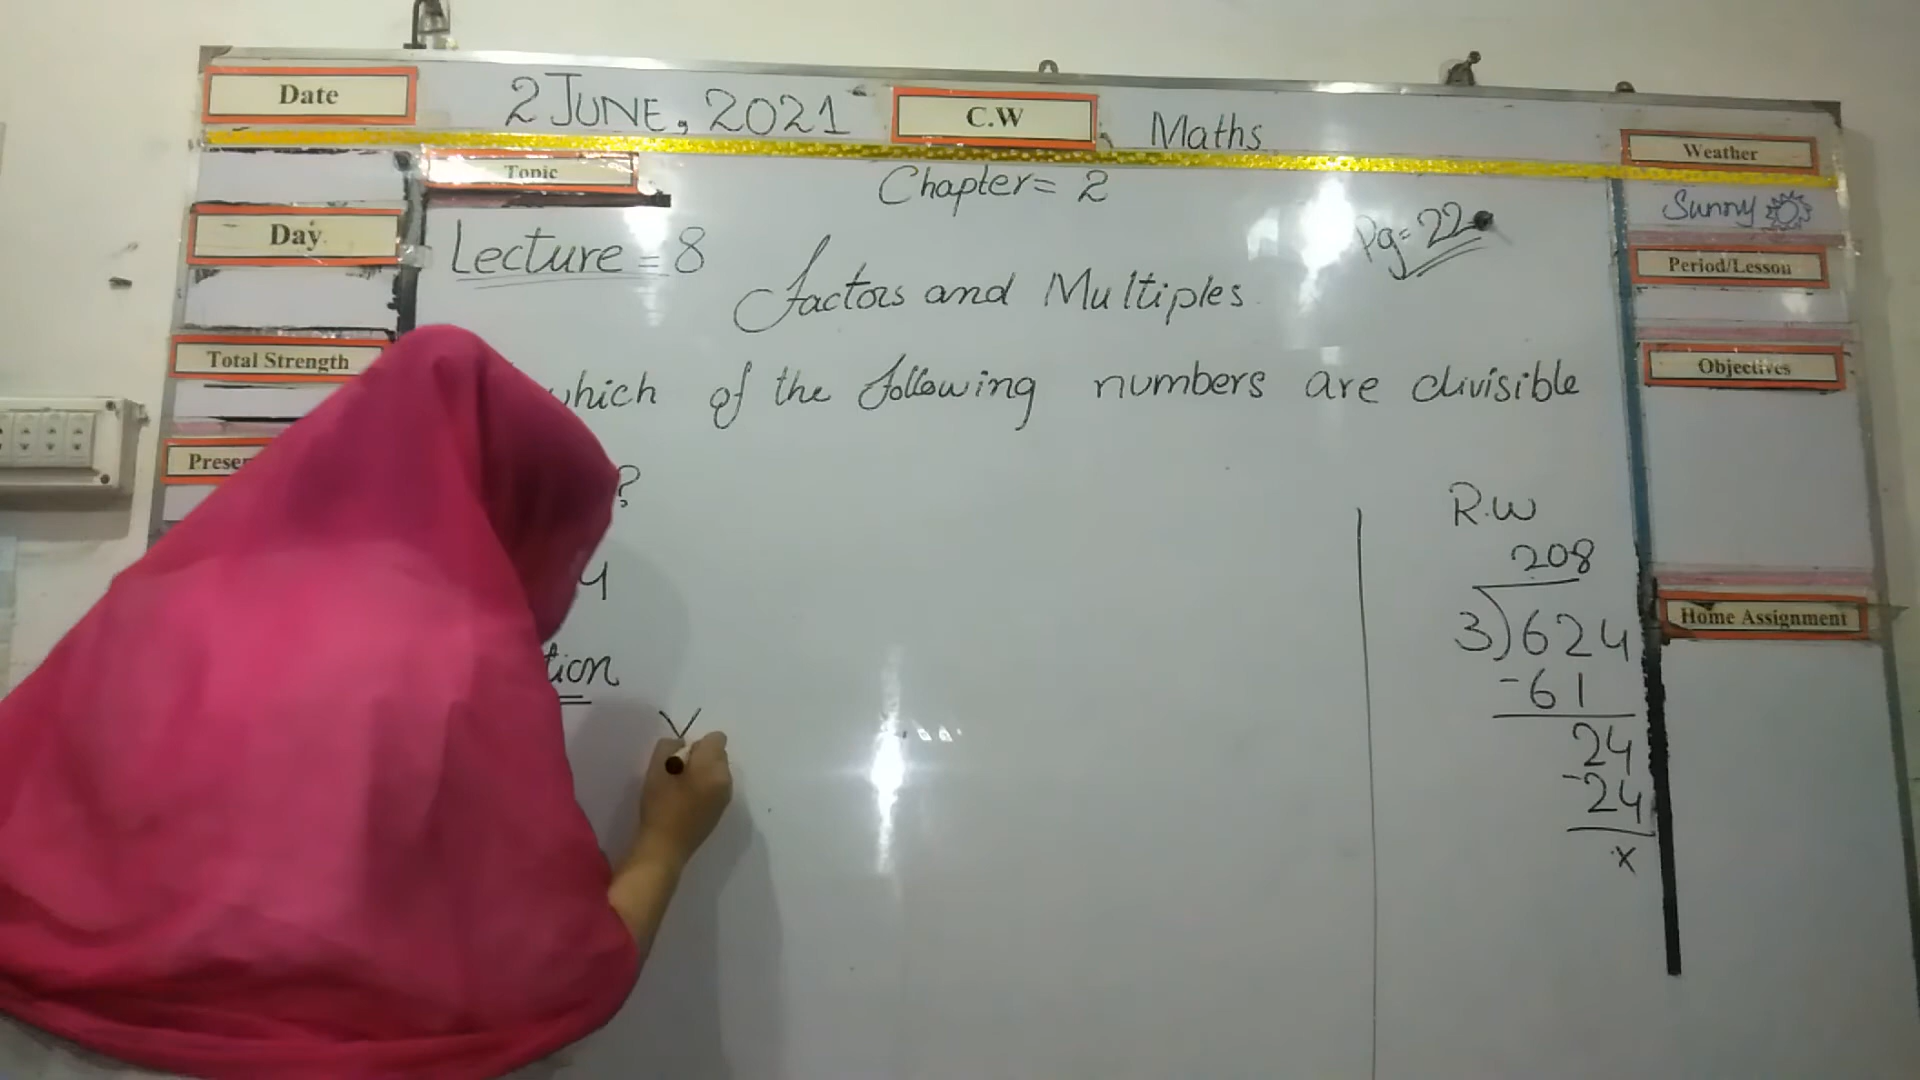 Date
2 JUNE, 2021
C.W
Maths
Weather
Sunny
Topic
Chapter = 2
Day
Lecture = 8
Pg = 22
Period/Lesson
Factors and Multiples
Total Strength
Objectives
which of the following numbers are divisible
?
R.W
4
208
3)624
Home Assignment
-61
24
-24
x